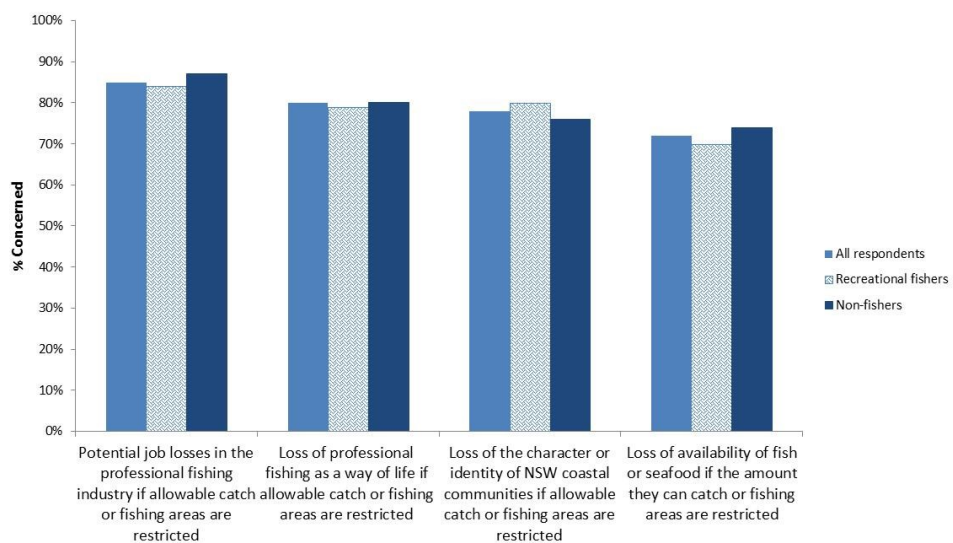 100%
90%
80%
70%
60%
50%
40%
30%
20%
10%
0%
% Concerned
Potential job losses in the
professional fishing
industry if allowable catch
or fishing areas are
restricted
Loss of professional
fishing as a way of life if
allowable catch or fishing
areas are restricted
Loss of the character or
identity of NSW coastal
communities if allowable
catch or fishing areas are
restricted
Loss of availability of fish
or seafood if the amount
they can catch or fishing
areas are restricted
All respondents
Recreational fishers
Non-fishers